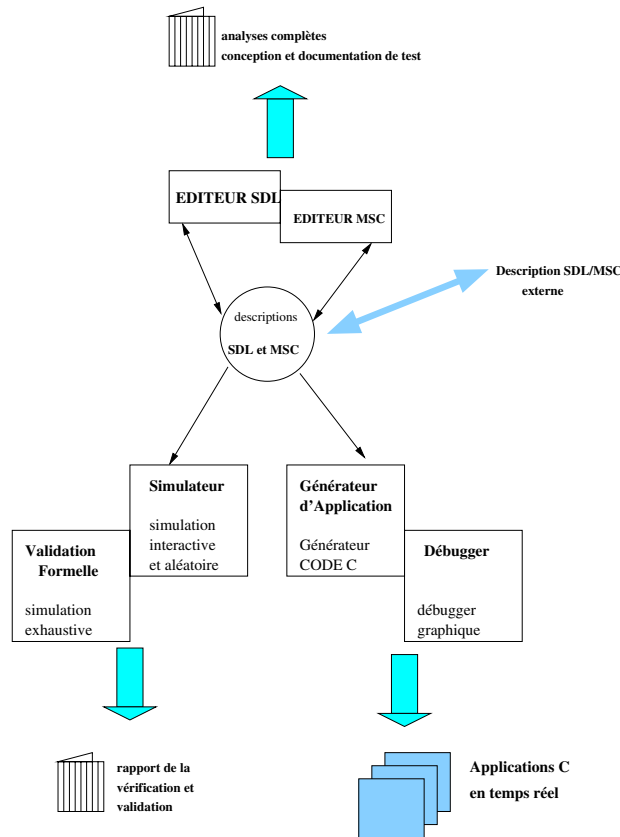 analyses complètes
conception et documentation de test
EDITEUR SDL
EDITEUR MSC
Description SDL/MSC
externe
descriptions
SDL et MSC
Simulateur
simulation
interactive
et aléatoire
Générateur
d'Application
Générateur
CODE C
Validation
Formelle
simulation
exhaustive
Débugger
débugger
graphique
rapport de la
vérification et
validation
Applications C
en temps réel